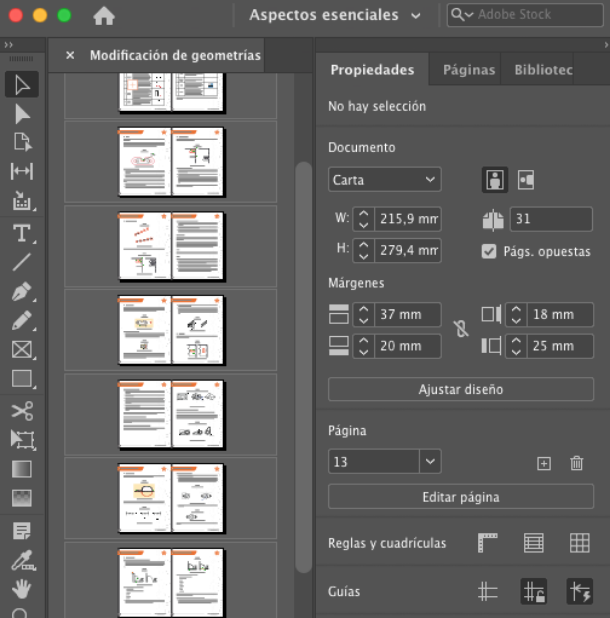 Aspectos esenciales
Adobe Stock
× Modificación de geometrías
Propiedades Páginas Bibliotec
No hay selección
Documento
Carta
W: 215,9 mm 31
H: 279,4 mm Págs. opuestas
Márgenes
37 mm 18 mm
20 mm 25 mm
Ajustar diseño
Página
13
Editar página
Reglas y cuadrículas
Guías